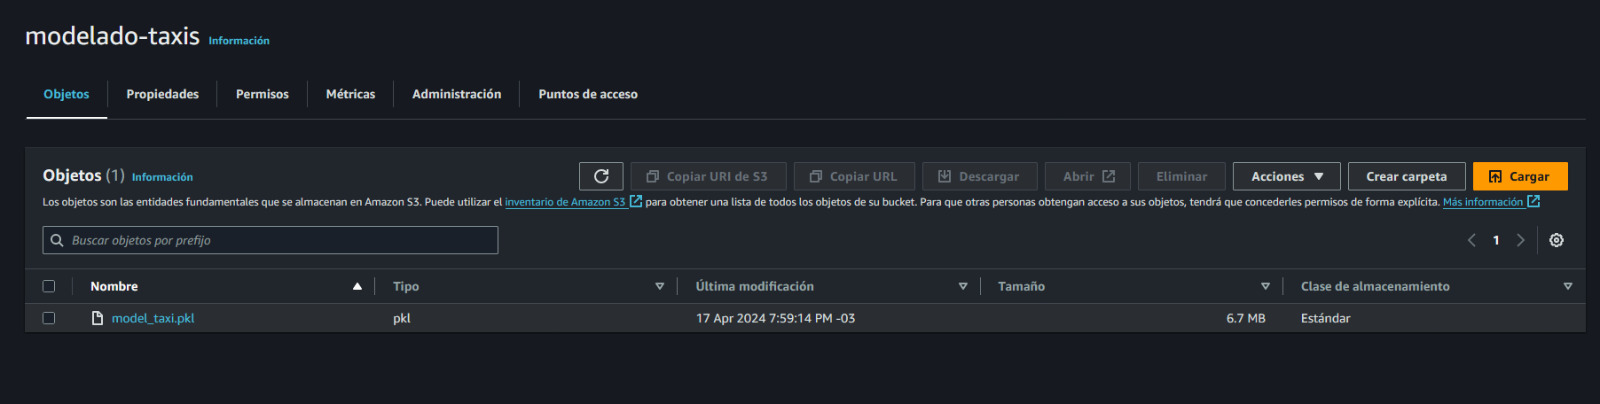 modelado-taxis Información
Objetos Propiedades Permisos Métricas Administración Puntos de acceso
Objetos (1) Información Copiar URI de S3 Copiar URL Descargar Abrir Eliminar Acciones Crear carpeta Cargar
Los objetos son las entidades fundamentales que se almacenan en Amazon S3. Puede utilizar el inventario de Amazon S3 para obtener una lista de todos los objetos de su bucket. Para que otras personas obtengan acceso a sus objetos, tendrá que concederles permisos de forma explícita. Más información
Buscar objetos por prefijo 1
Nombre Tipo Última modificación Tamaño Clase de almacenamiento
model_taxi.pkl pkl 17 Apr 2024 7:59:14 PM -03 6.7 MB Estándar